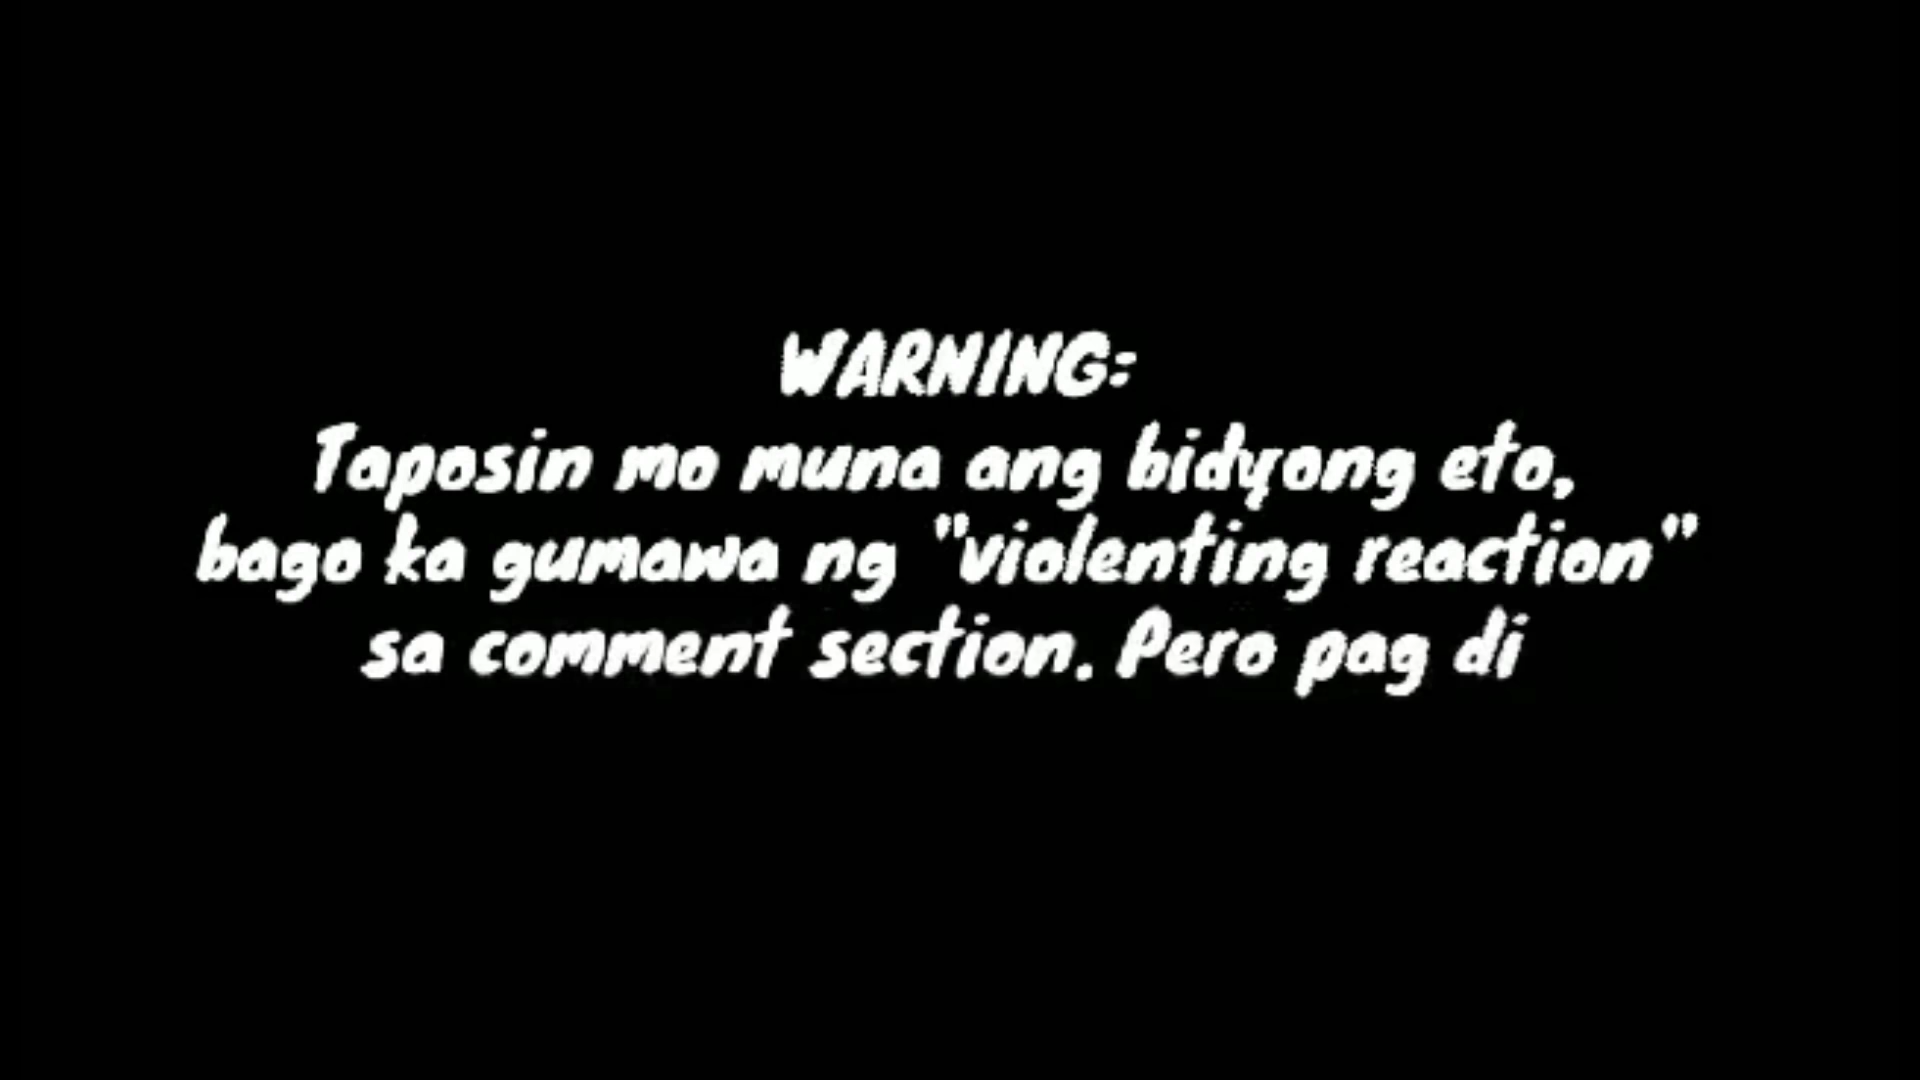 WARNING:
Taposin mo muna ang bidyong eto,
bago ka gumawa ng "violenting reaction"
sa comment section. Pero pag di